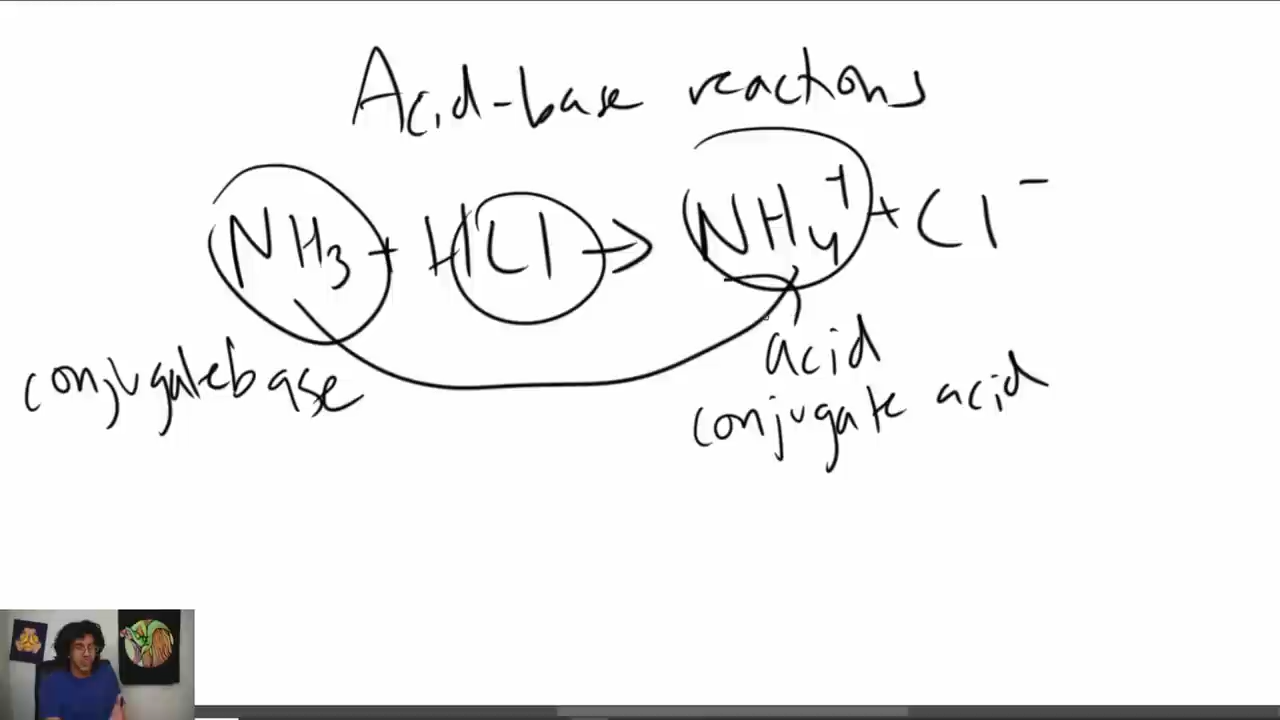 Acid-base reactions
NH3 + HCl → NH4+ + Cl−
acid
conjugate base
conjugate acid